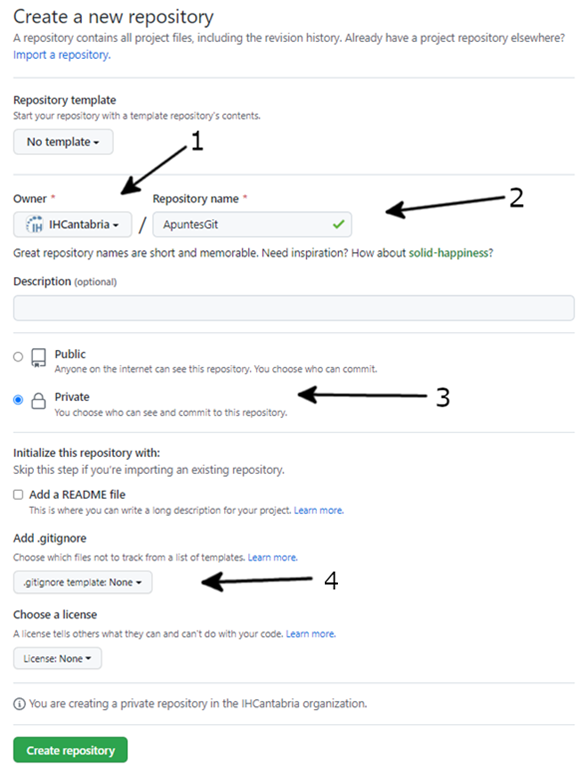 Create a new repository
A repository contains all project files, including the revision history. Already have a project repository elsewhere?
Import a repository.
Repository template
Start your repository with a template repository's contents.
No template
1
Owner *
Repository name *
IH IHCantabria / ApuntesGit
2
Great repository names are short and memorable. Need inspiration? How about solid-happiness?
Description (optional)
Public
Anyone on the internet can see this repository. You choose who can commit.
Private
3
You choose who can see and commit to this repository.
Initialize this repository with:
Skip this step if you're importing an existing repository.
Add a README file
This is where you can write a long description for your project. Learn more.
Add .gitignore
Choose which files not to track from a list of templates. Learn more.
.gitignore template: None
4
Choose a license
A license tells others what they can and can't do with your code. Learn more.
License: None
You are creating a private repository in the IHCantabria organization.
Create repository